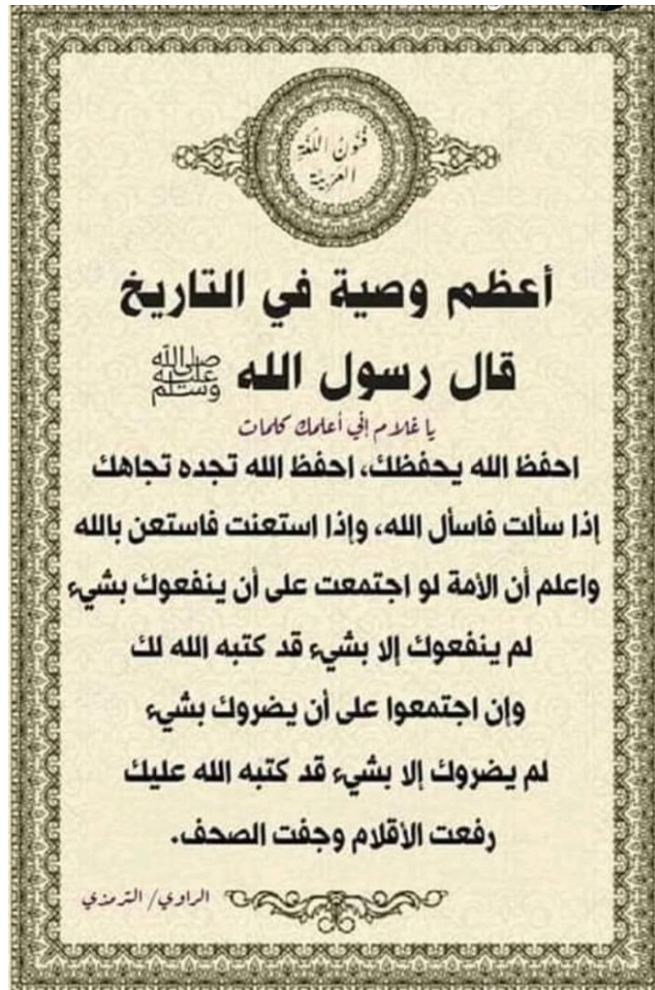 فنون اللغة
العربية
أعظم وصية في التاريخ
قال رسول الله ﷺ
يا غلام إني أعلمك كلمات
احفظ الله يحفظك، احفظ الله تجده تجاهك
إذا سألت فاسأل الله، وإذا استعنت فاستعن بالله
واعلم أن الأمة لو اجتمعت على أن ينفعوك بشيء
لم ينفعوك إلا بشيء قد كتبه الله لك
وإن اجتمعوا على أن يضروك بشيء
لم يضروك إلا بشيء قد كتبه الله عليك
رفعت الأقلام وجفت الصحف.
الراوي/ الترمذي